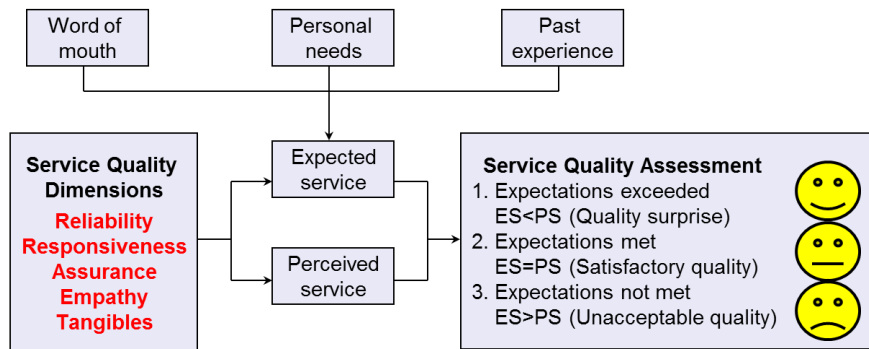 Word of
mouth
Personal
needs
Past
experience
Service Quality
Dimensions
Reliability
Responsiveness
Assurance
Empathy
Tangibles
Expected
service
Perceived
service
Service Quality Assessment
1. Expectations exceeded
ES<PS (Quality surprise)
2. Expectations met
ES=PS (Satisfactory quality)
3. Expectations not met
ES>PS (Unacceptable quality)